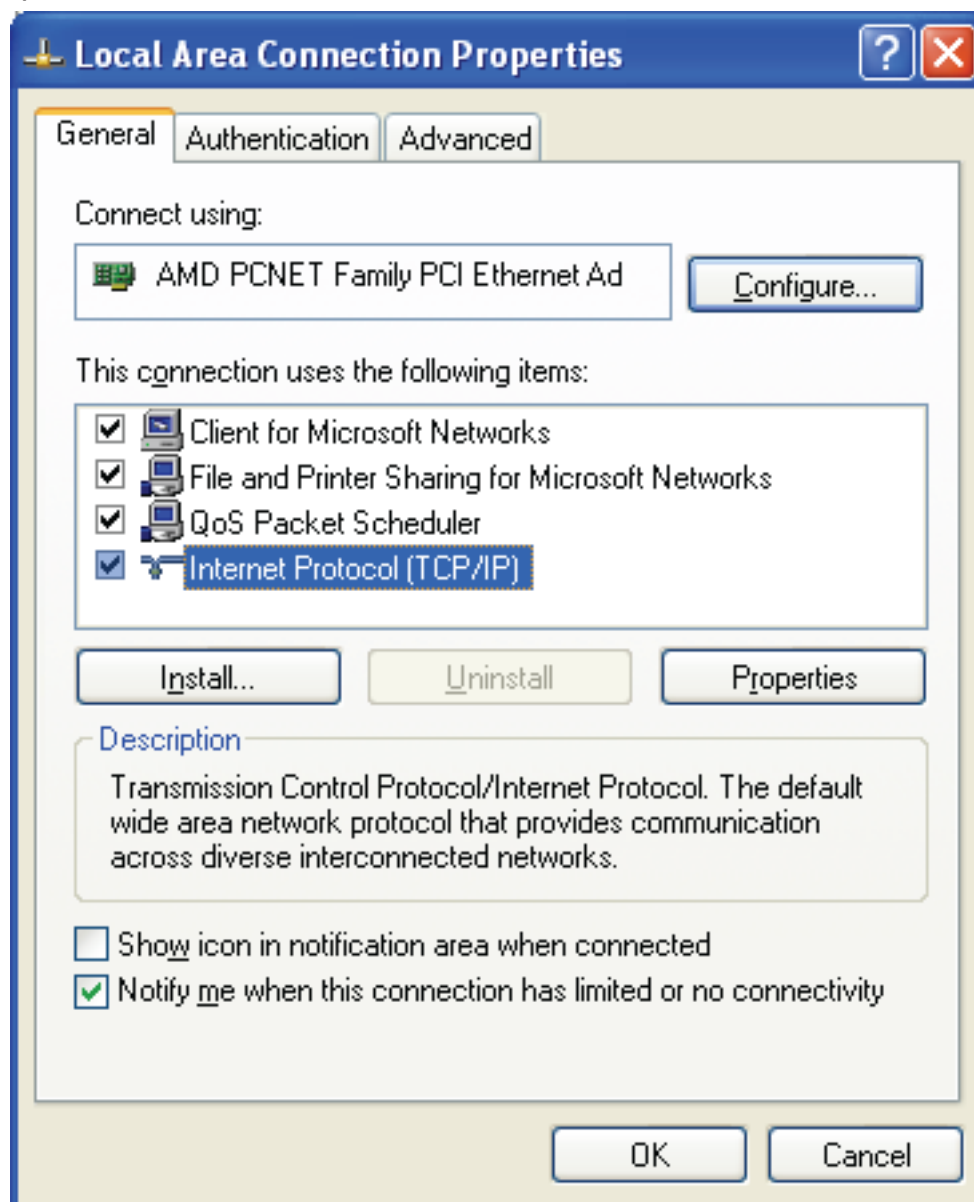 Local Area Connection Properties
General Authentication Advanced
Connect using:
AMD PCNET Family PCI Ethernet Ad
Configure...
This connection uses the following items:
Client for Microsoft Networks
File and Printer Sharing for Microsoft Networks
QoS Packet Scheduler
Internet Protocol (TCP/IP)
Install... Uninstall Properties
Description
Transmission Control Protocol/Internet Protocol. The default
wide area network protocol that provides communication
across diverse interconnected networks.
Show icon in notification area when connected
Notify me when this connection has limited or no connectivity
OK Cancel